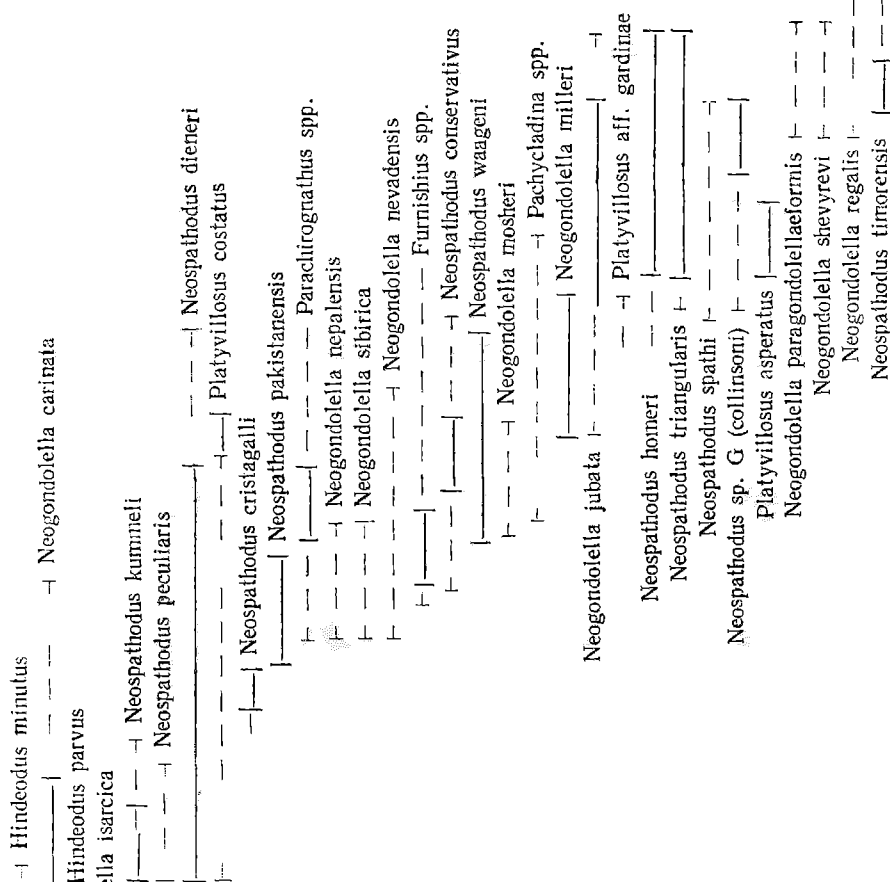 Hindeodus minutus
Neogondolella carinata
Hindeodus parvus
ella isarcica
Neospathodus kummeli
Neospathodus peculiaris
Neospathodus dieneri
Platyvillosus costatus
Neospathodus cristagalli
Neospathodus pakistanensis
Parachirognathus spp.
Neogondolella nepalensis
Neogondolella sibirica
Neogondolella nevadensis
Furnishius spp.
Neospathodus conservativus
Neospathodus waageni
Neogondolella mosheri
Pachycladina spp.
Neogondolella milleri
Neogondolella jubata
Platyvillosus aff. gardinae
Neospathodus homeri
Neospathodus triangularis
Neospathodus spathi
Neospathodus sp. G (collinsoni)
Platyvillosus asperatus
Neogondolella paragondolellaeformis
Neogondolella shevyrevi
Neogondolella regalis
Neospathodus timorensis